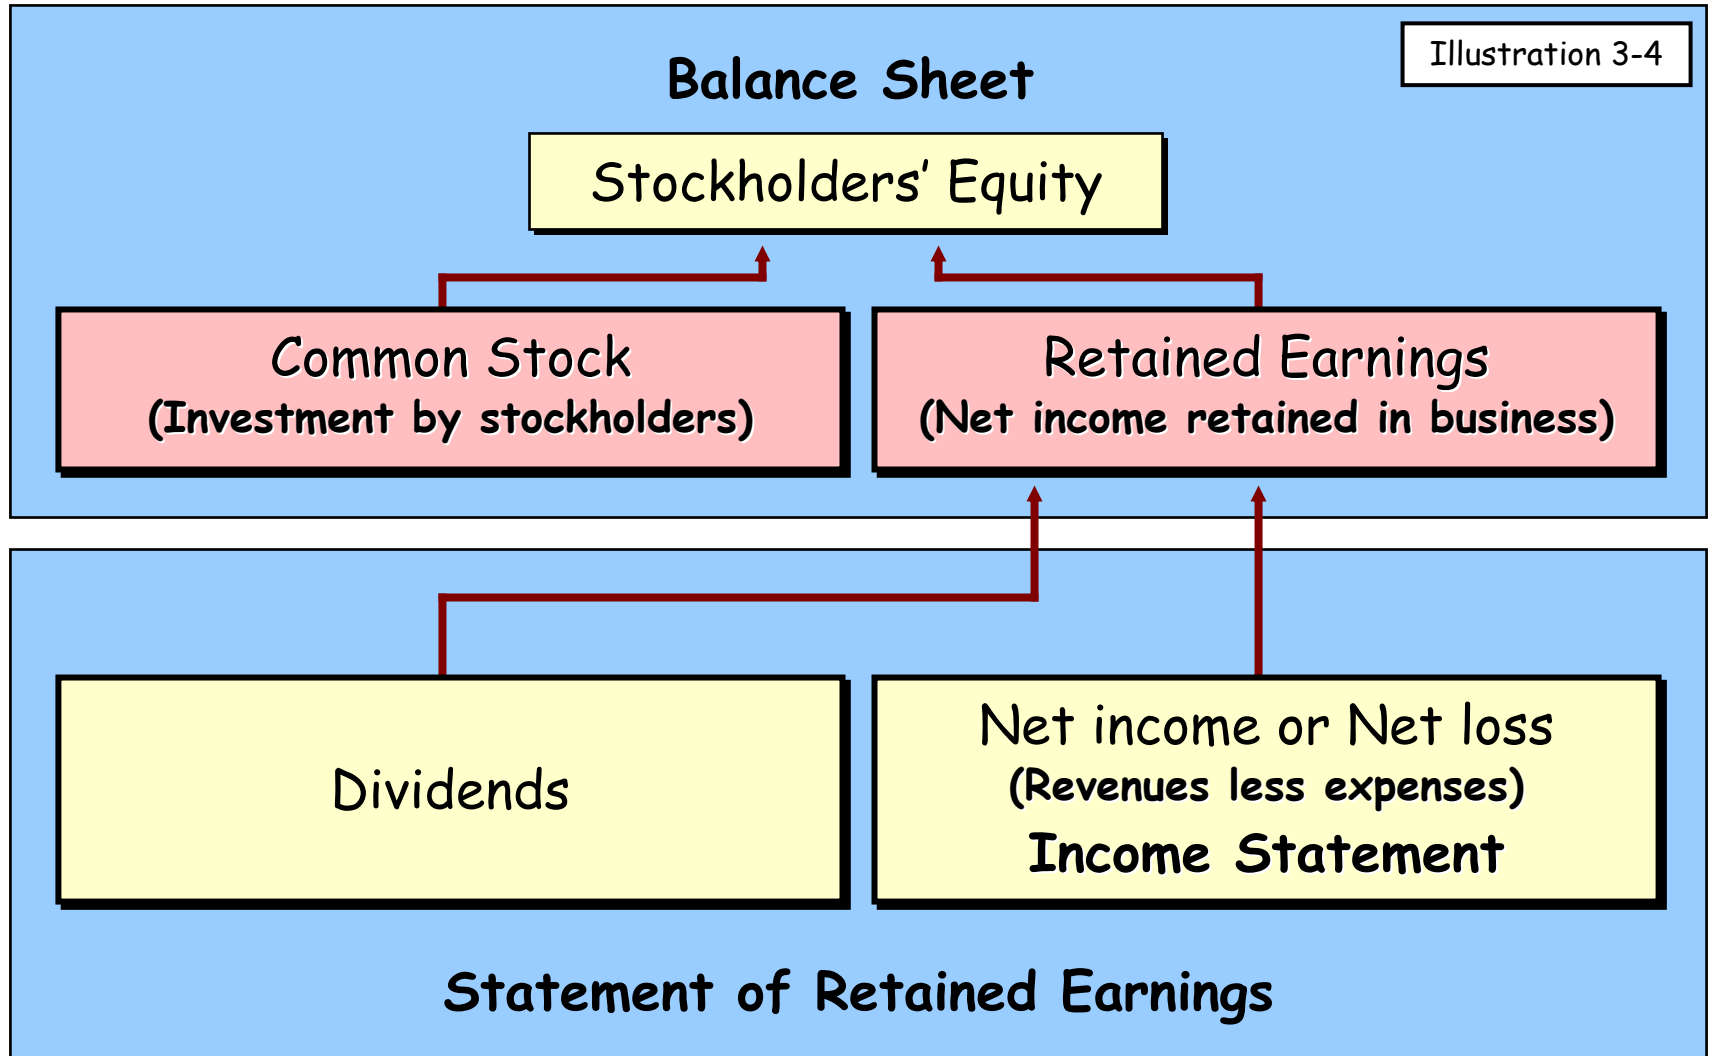 Illustration 3-4
Balance Sheet
Stockholders’ Equity
Common Stock
(Investment by stockholders)
Retained Earnings
(Net income retained in business)
Dividends
Net income or Net loss
(Revenues less expenses)
Income Statement
Statement of Retained Earnings